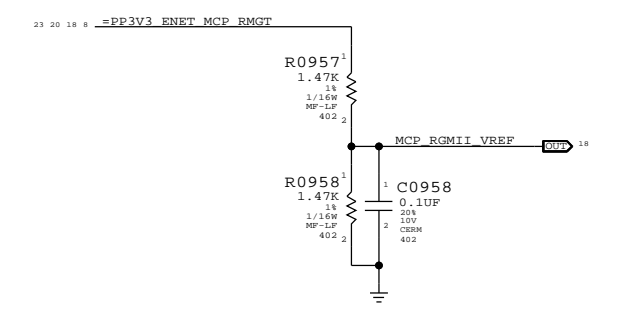 23 20 18 8 =PP3V3_ENET_MCP_RMGT
R0957 1
1.47K
1%
1/16W
MF-LF
402 2
MCP_RGMII_VREF OUT 18
R0958 1
1.47K
1%
1/16W
MF-LF
402 2
1 C0958
0.1UF
20%
10V
2 CERM
402